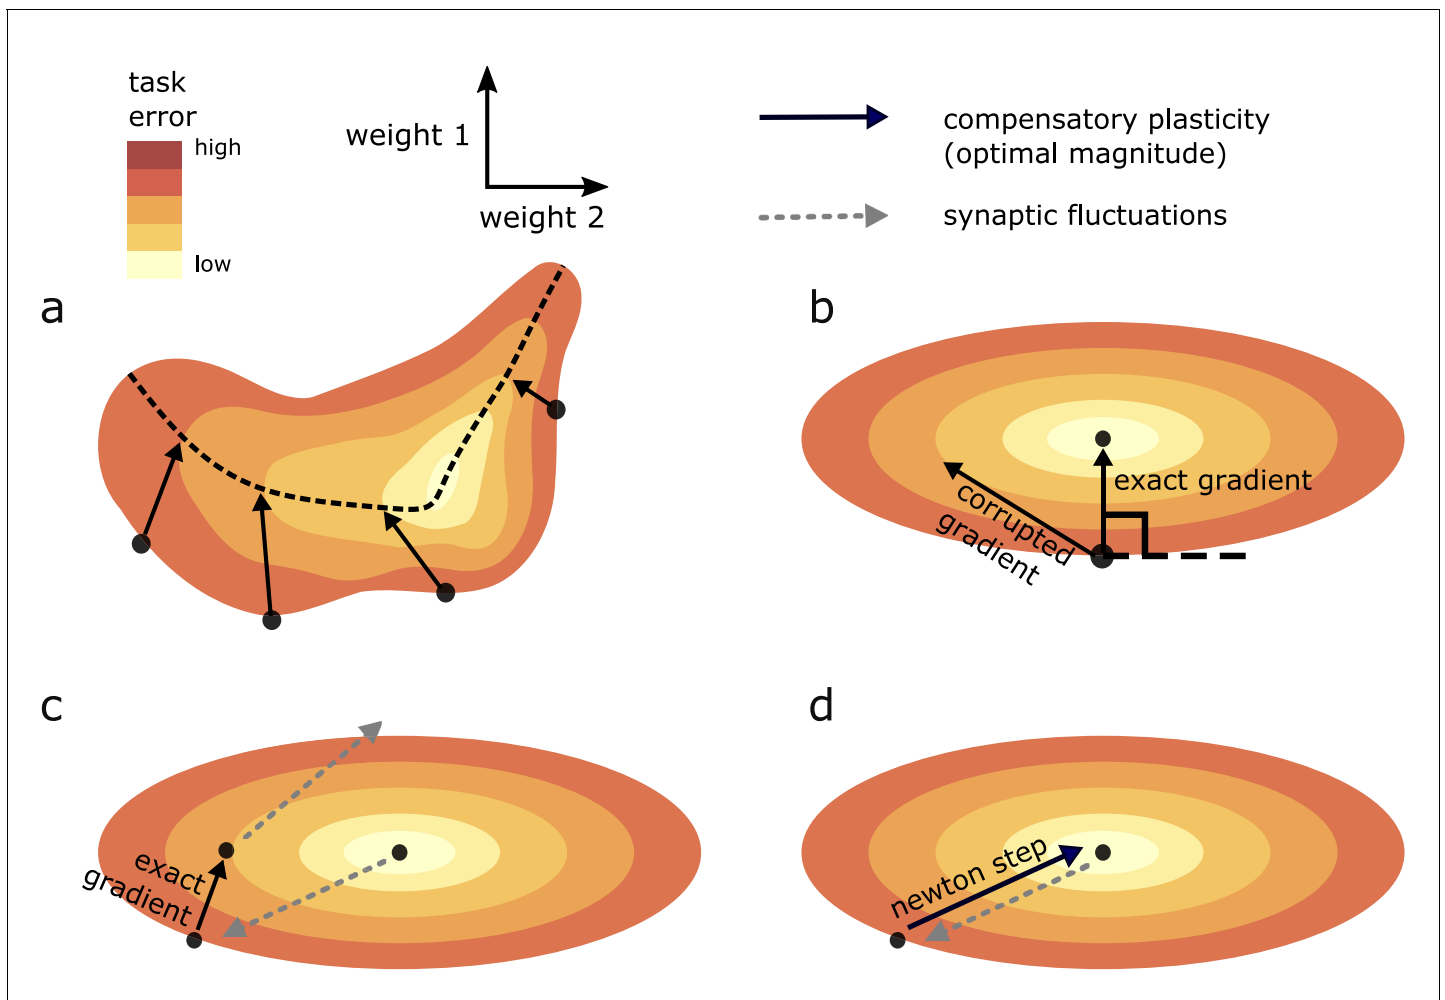 task
error
high
low
weight 1
weight 2
compensatory plasticity
(optimal magnitude)
synaptic fluctuations
a
b
exact gradient
corrupted
gradient
c
exact
gradient
d
newton step